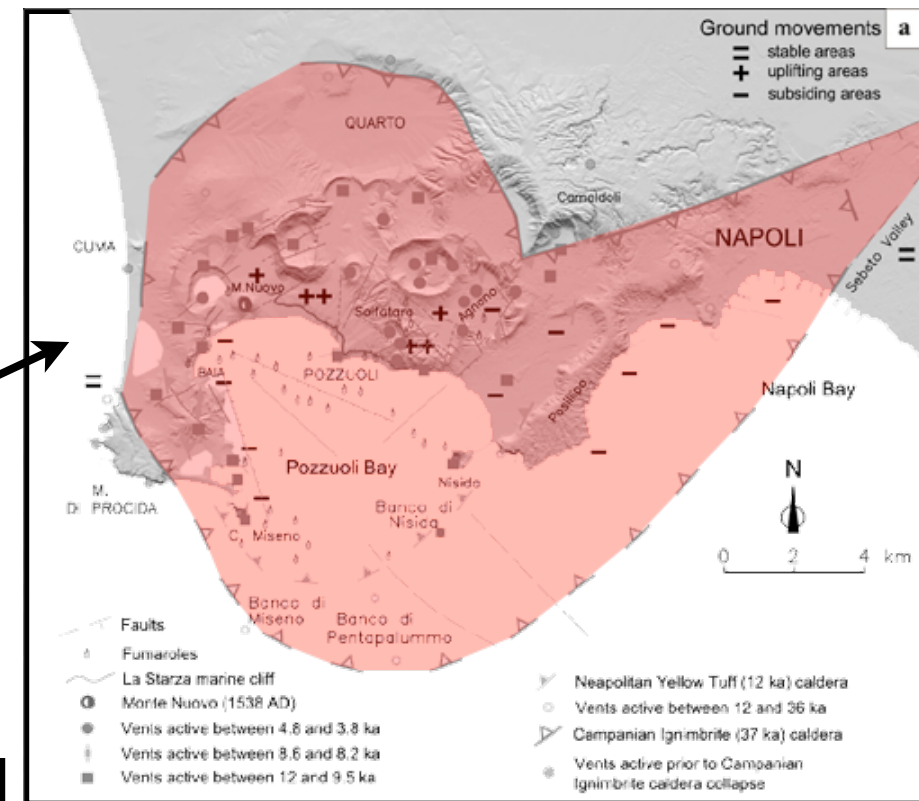 Ground movements a
= stable areas
+ uplifting areas
− subsiding areas
QUARTO
Camaldoli
NAPOLI
Sebeto Valley
CUMA
M.Nuovo
Solfatara
Agnano
BAIA
POZZUOLI
Posillipo
Napoli Bay
Pozzuoli Bay
Nisida
M.
DI PROCIDA
Banco di
Nisida
C. Miseno
N
0 2 4 km
Banco di
Miseno
Banco di
Pentapalummo
Faults
Fumaroles
La Starza marine cliff
Monte Nuovo (1538 AD)
Vents active between 4.8 and 3.8 ka
Vents active between 8.6 and 8.2 ka
Vents active between 12 and 9.5 ka
Neapolitan Yellow Tuff (12 ka) caldera
Vents active between 12 and 36 ka
Campanian Ignimbrite (37 ka) caldera
Vents active prior to Campanian
Ignimbrite caldera collapse